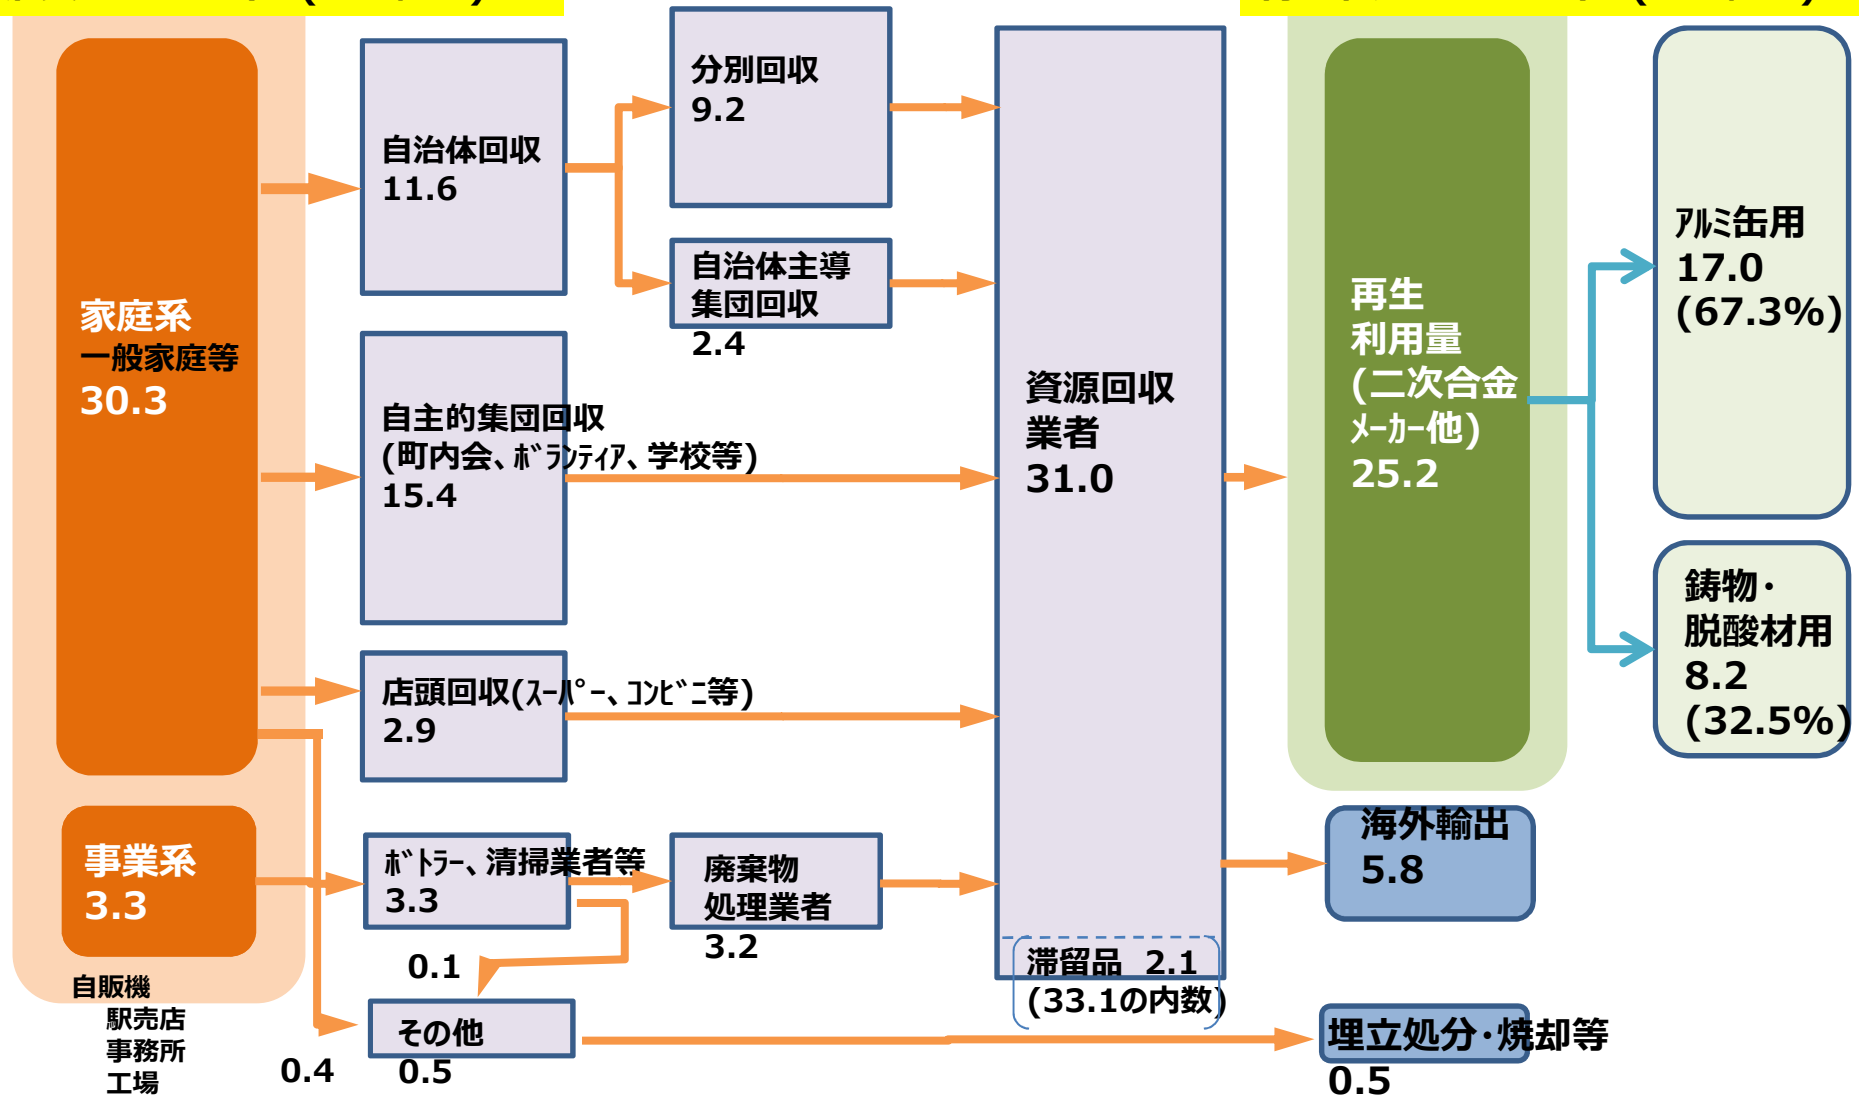 家庭系
一般家庭等
30.3
事業系
3.3
自販機
駅売店
事務所
工場
自治体回収
11.6
自主的集団回収
(町内会、ﾎﾞﾗﾝﾃｨｱ、学校等)
15.4
店頭回収(ｽｰﾊﾟｰ、ｺﾝﾋﾞﾆ等)
2.9
ﾎﾞﾄﾗｰ、清掃業者等
3.3
0.1
その他
0.5
0.4
分別回収
9.2
自治体主導
集団回収
2.4
廃棄物
処理業者
3.2
資源回収
業者
31.0
滞留品 2.1
(33.1の内数)
再生
利用量
(二次合金
ﾒｰｶｰ他)
25.2
海外輸出
5.8
埋立処分･焼却等
0.5
ｱﾙﾐ缶用
17.0
(67.3%)
鋳物･
脱酸材用
8.2
(32.5%)